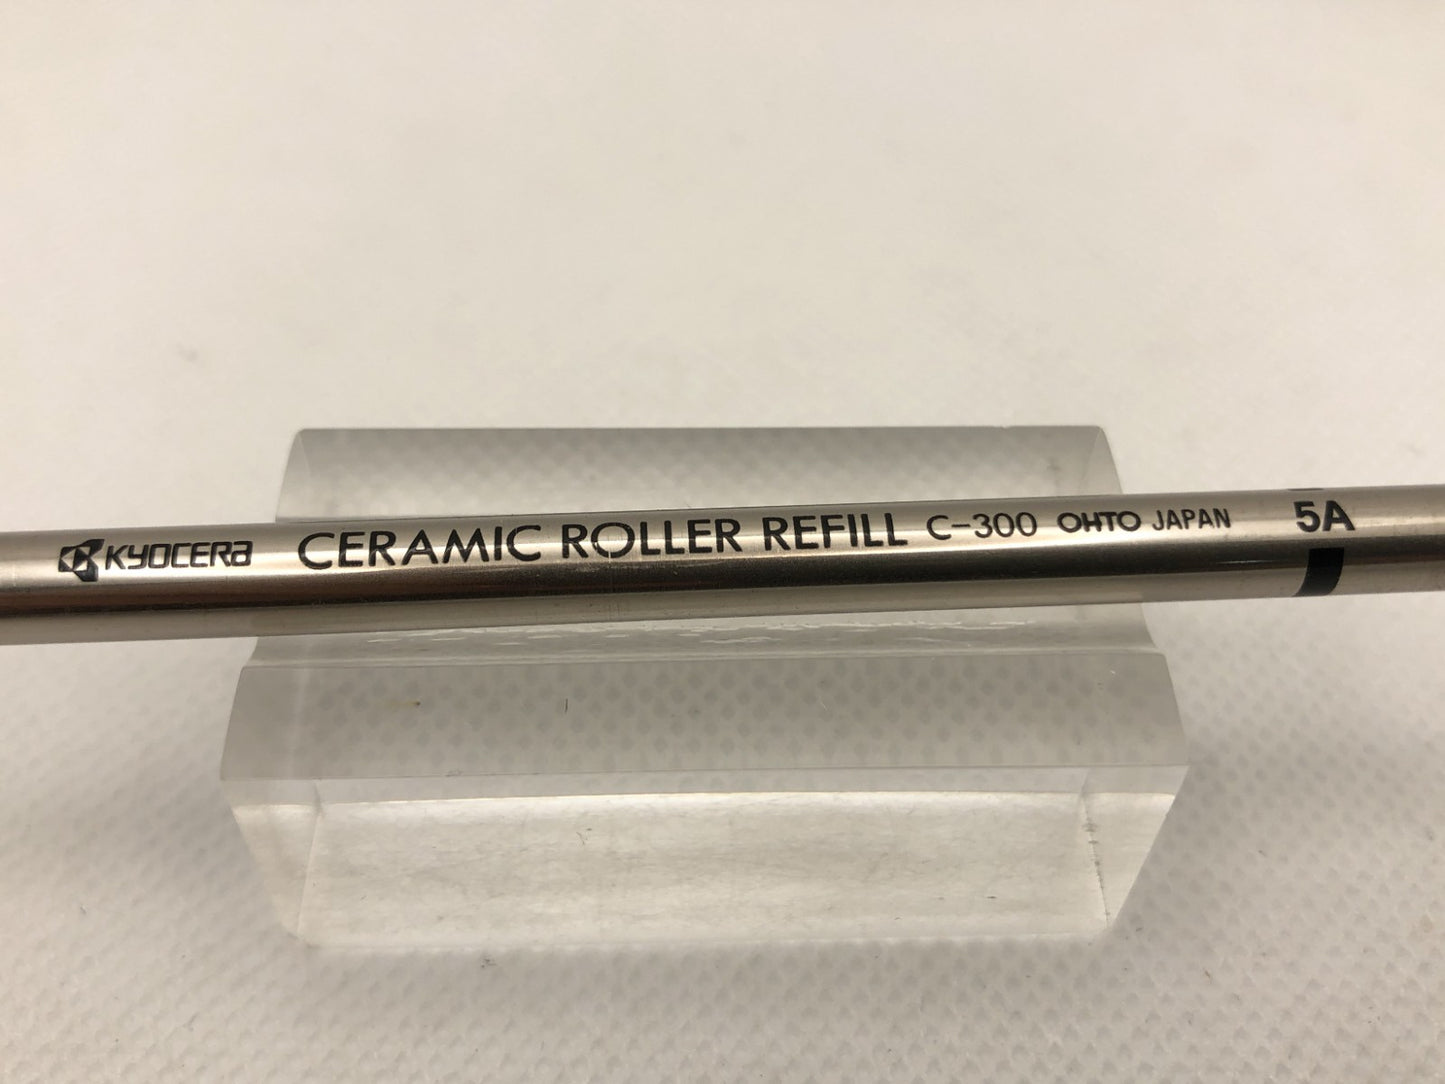 KYOCERA CERAMIC ROLLER REFILL C-300 OHTO JAPAN 5A